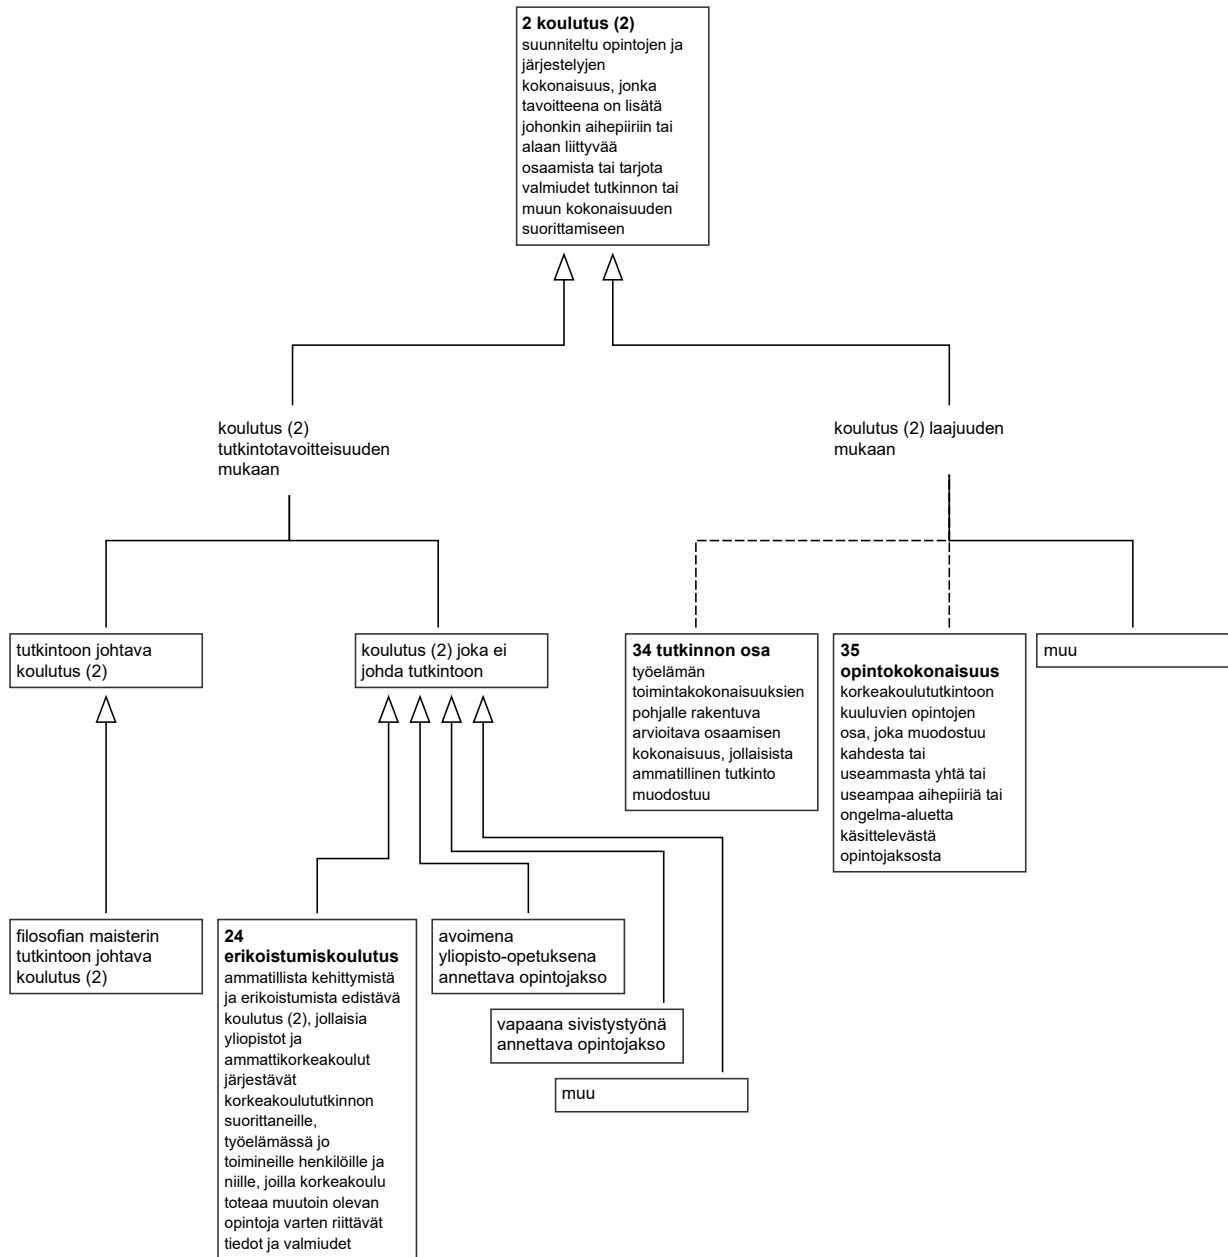 2 koulutus (2)
suunniteltu opintojen ja
järjestelyjen
kokonaisuus, jonka
tavoitteena on lisätä
johonkin aihepiiriin tai
alaan liittyvää
osaamista tai tarjota
valmiudet tutkinnon tai
muun kokonaisuuden
suorittamiseen
koulutus (2)
tutkintotavoitteisuuden
mukaan
koulutus (2) laajuuden
mukaan
tutkintoon johtava
koulutus (2)
koulutus (2) joka ei
johda tutkintoon
34 tutkinnon osa
työelämän
toimintakokonaisuuksien
pohjalle rakentuva
arvioitava osaamisen
kokonaisuus, jollaisista
ammatillinen tutkinto
muodostuu
35
opintokokonaisuus
korkeakoulututkintoon
kuuluvien opintojen
osa, joka muodostuu
kahdesta tai
useammasta yhtä tai
useampaa aihepiiriä tai
ongelma-aluetta
käsittelevästä
opintojaksosta
muu
filosofian maisterin
tutkintoon johtava
koulutus (2)
24
erikoistumiskoulutus
ammatillista kehittymistä
ja erikoistumista edistävä
koulutus (2), jollaisia
yliopistot ja
ammattikorkeakoulut
järjestävät
korkeakoulututkinnon
suorittaneille,
työelämässä jo
toimineille henkilöille ja
niille, joilla korkeakoulu
toteaa muutoin olevan
opintoja varten riittävät
tiedot ja valmiudet
avoimena
yliopisto-opetuksena
annettava opintojakso
vapaana sivistystyönä
annettava opintojakso
muu